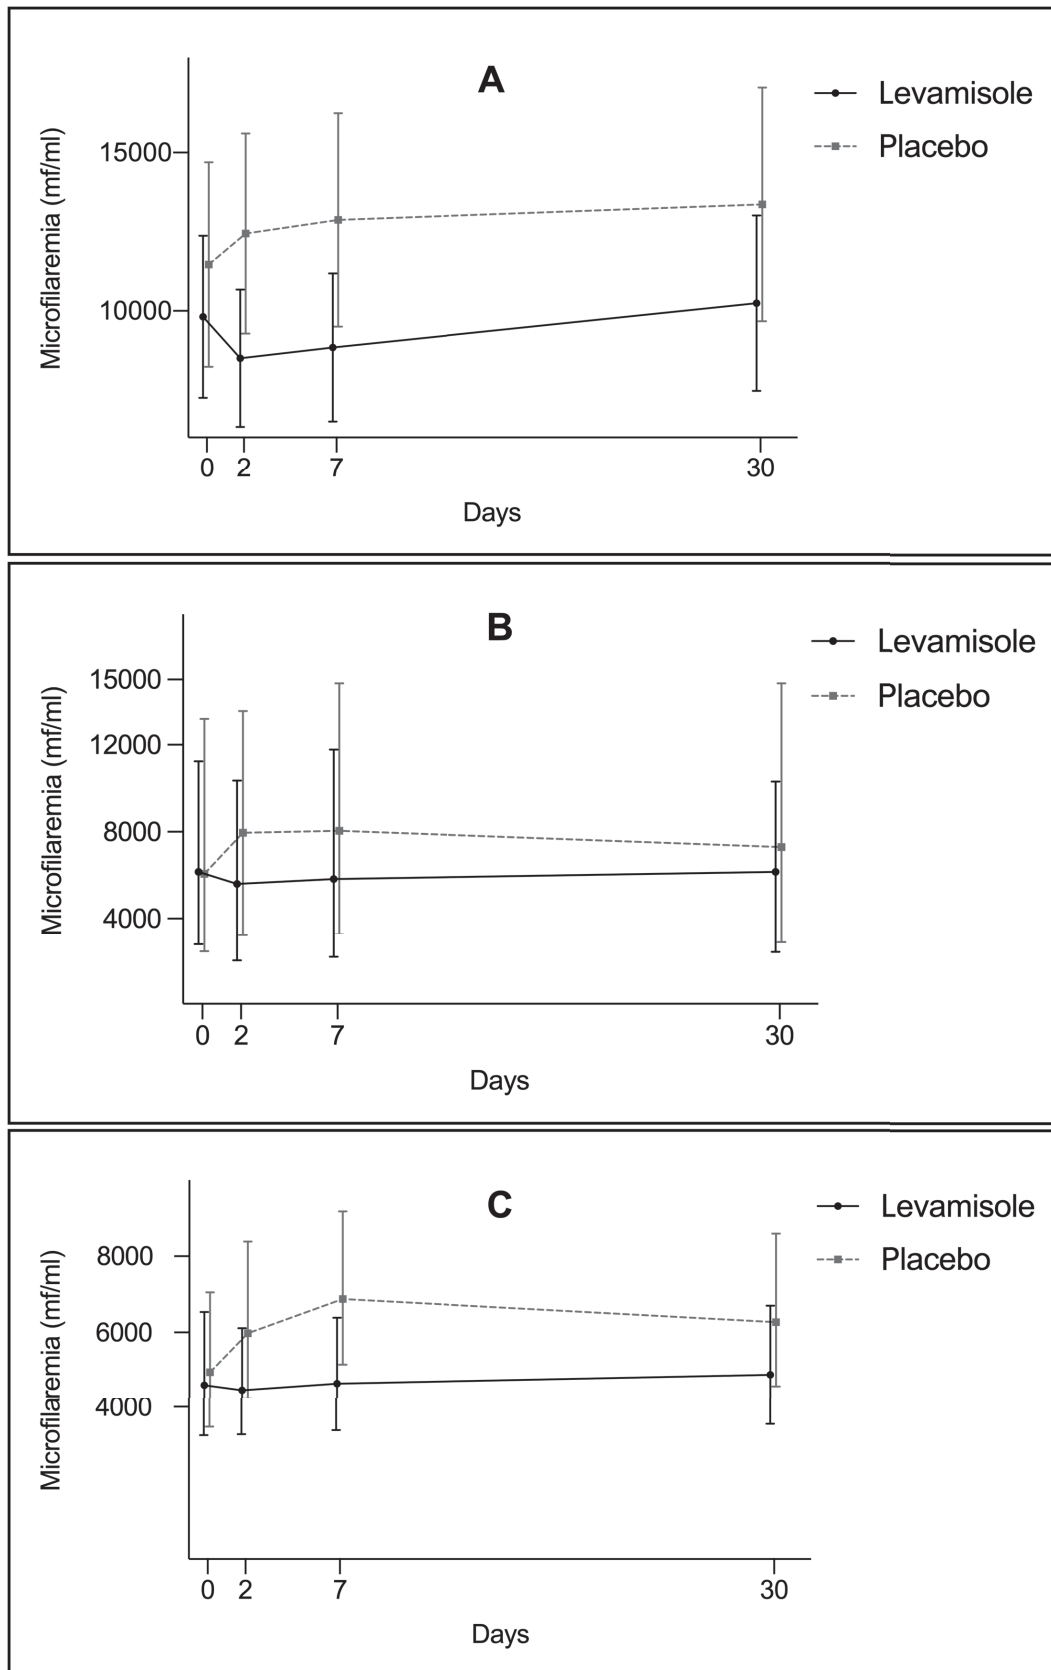 A
Levamisole
Placebo
Microfilaremia (mf/ml)
15000
10000
0 2 7 30
Days
B
Levamisole
Placebo
Microfilaremia (mf/ml)
15000
12000
8000
4000
0 2 7 30
Days
C
Levamisole
Placebo
Microfilaremia (mf/ml)
8000
6000
4000
0 2 7 30
Days